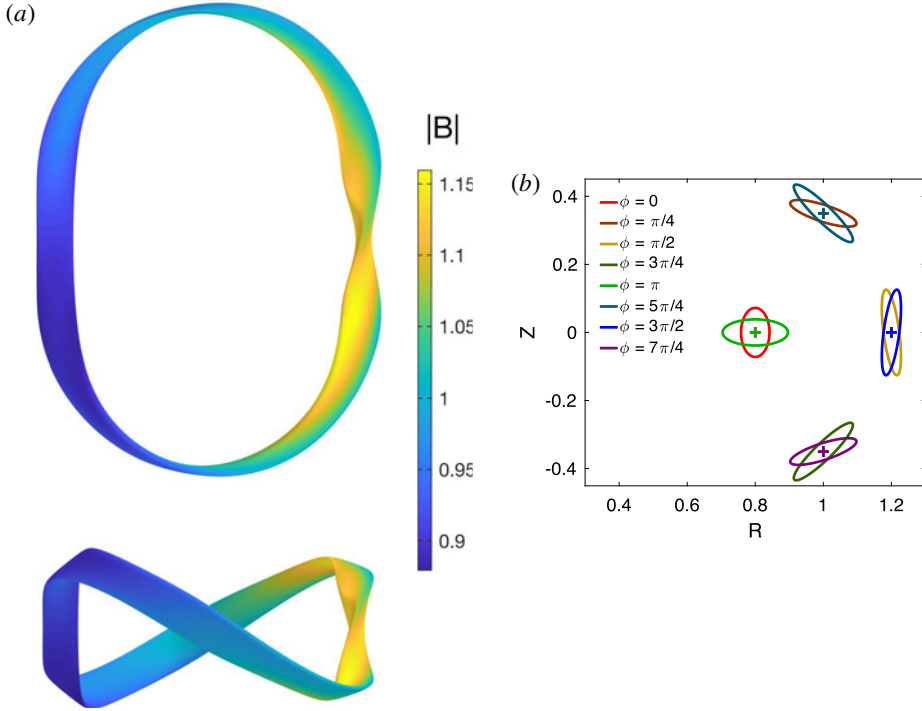 (a)
|B|
1.15
1.1
1.05
1
0.95
0.9
(b)
0.4
0.2
0
-0.2
-0.4
Z
ϕ = 0
ϕ = π/4
ϕ = π/2
ϕ = 3π/4
ϕ = π
ϕ = 5π/4
ϕ = 3π/2
ϕ = 7π/4
0.4 0.6 0.8 1 1.2
R